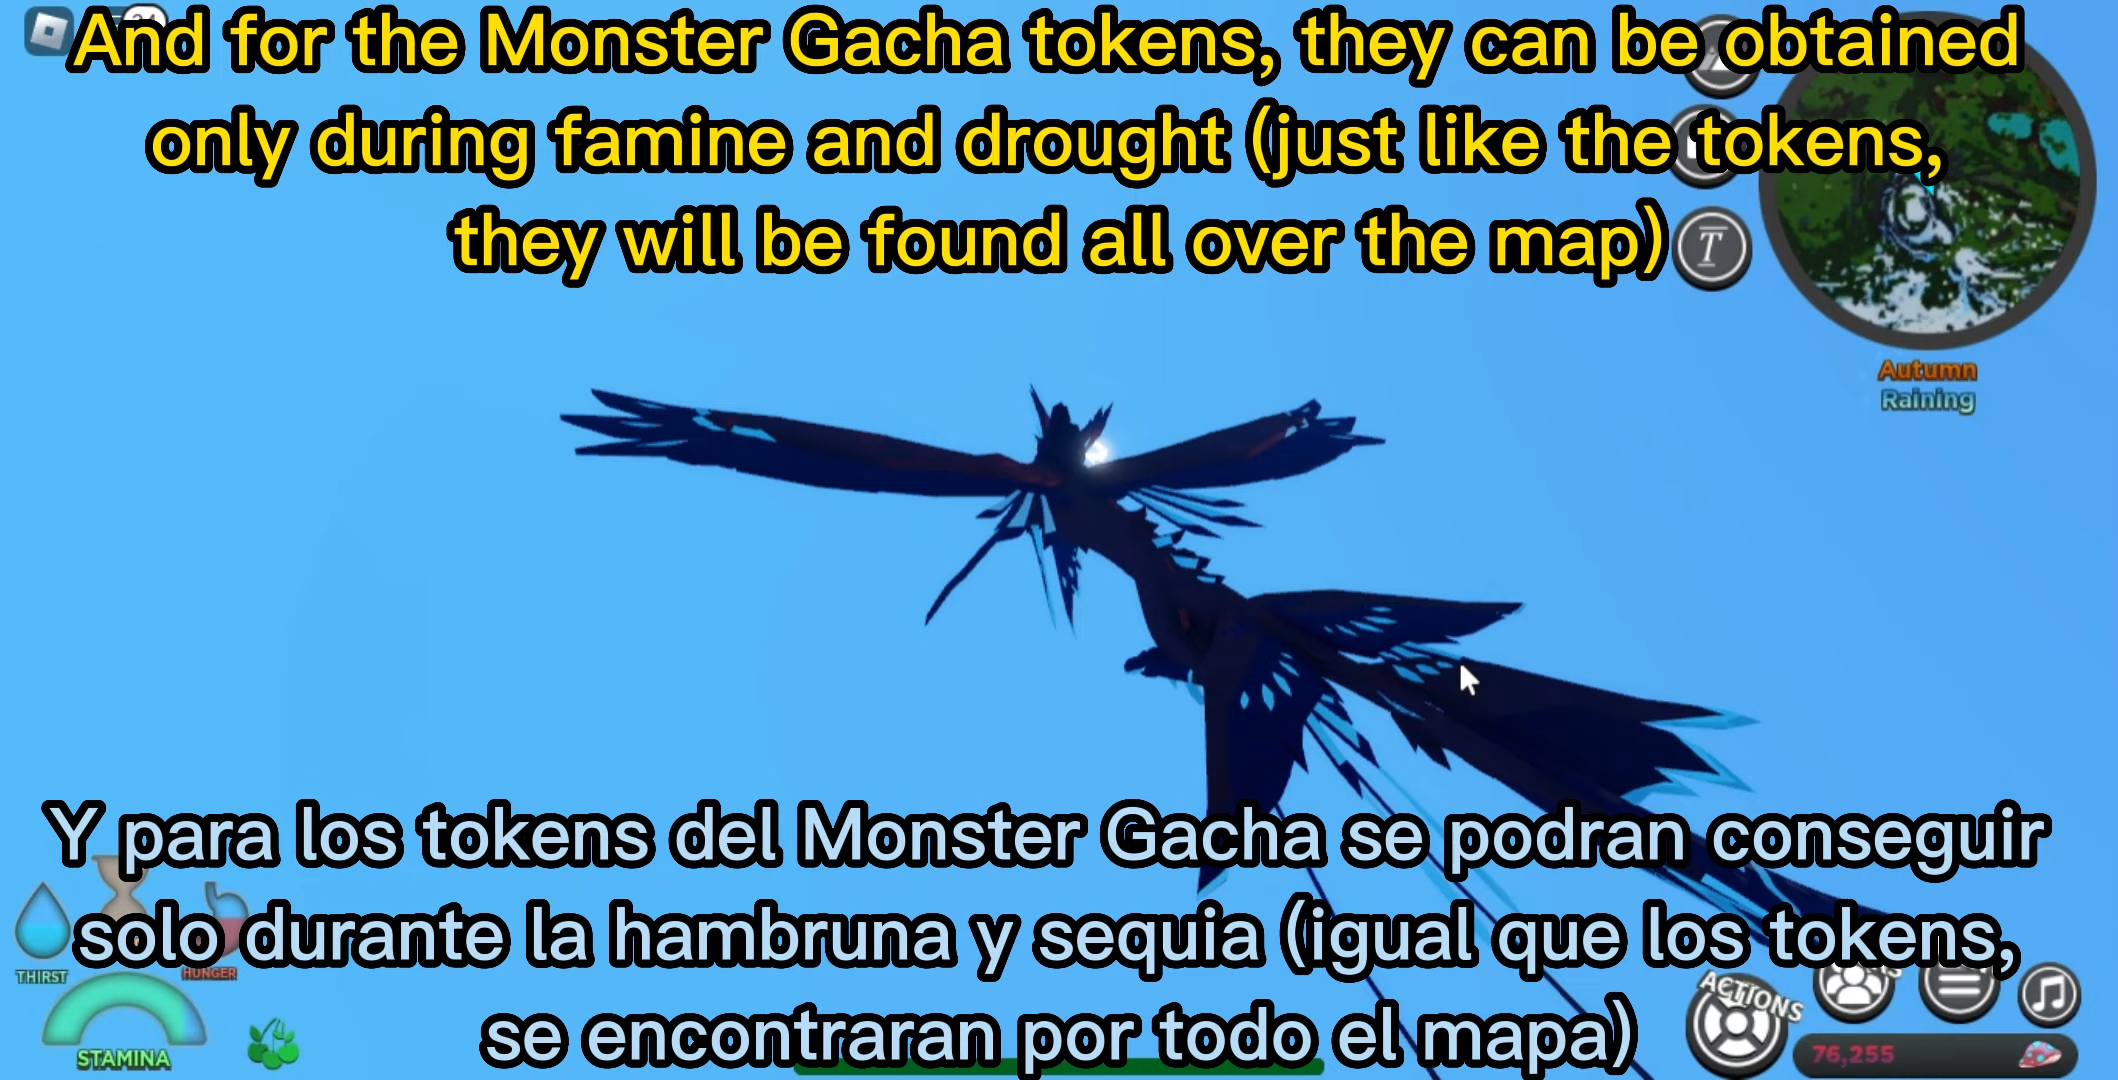 And for the Monster Gacha tokens, they can be obtained
only during famine and drought (just like the tokens,
they will be found all over the map)
T
Autumn
Raining
Y para los tokens del Monster Gacha se podran conseguir
solo durante la hambruna y sequia (igual que los tokens,
se encontraran por todo el mapa)
THIRST
HUNGER
STAMINA
ACTIONS
76,255